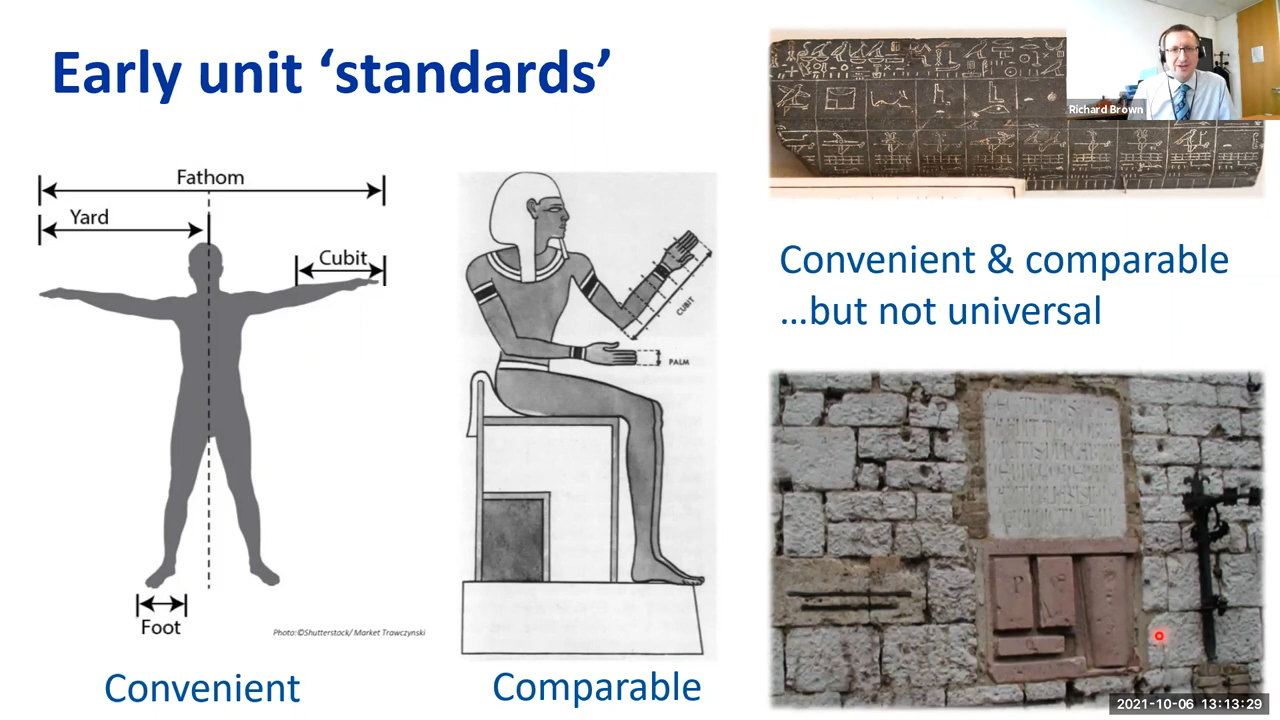 Early unit ‘standards’
Richard Brown
Fathom
Yard
Cubit
Foot
Photo:©Shutterstock/ Market Trawczynski
Convenient
CUBIT
PALM
Comparable
Convenient & comparable
...but not universal
P
2021-10-06 13:13:29